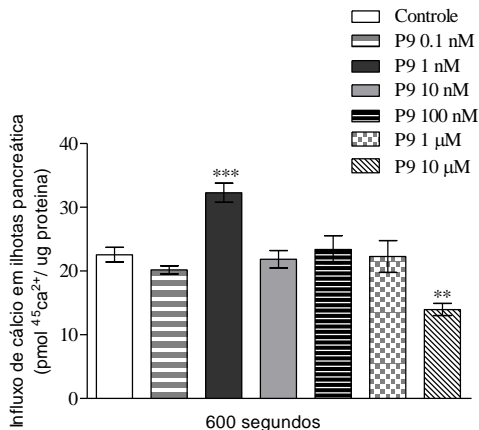 Controle
P9 0.1 nM
P9 1 nM
P9 10 nM
P9 100 nM
P9 1 μM
P9 10 μM
Influxo de cálcio em ilhotas pancreática
(pmol ⁴⁵ca²⁺/ ug proteina)
40
30
20
10
0
***
**
600 segundos